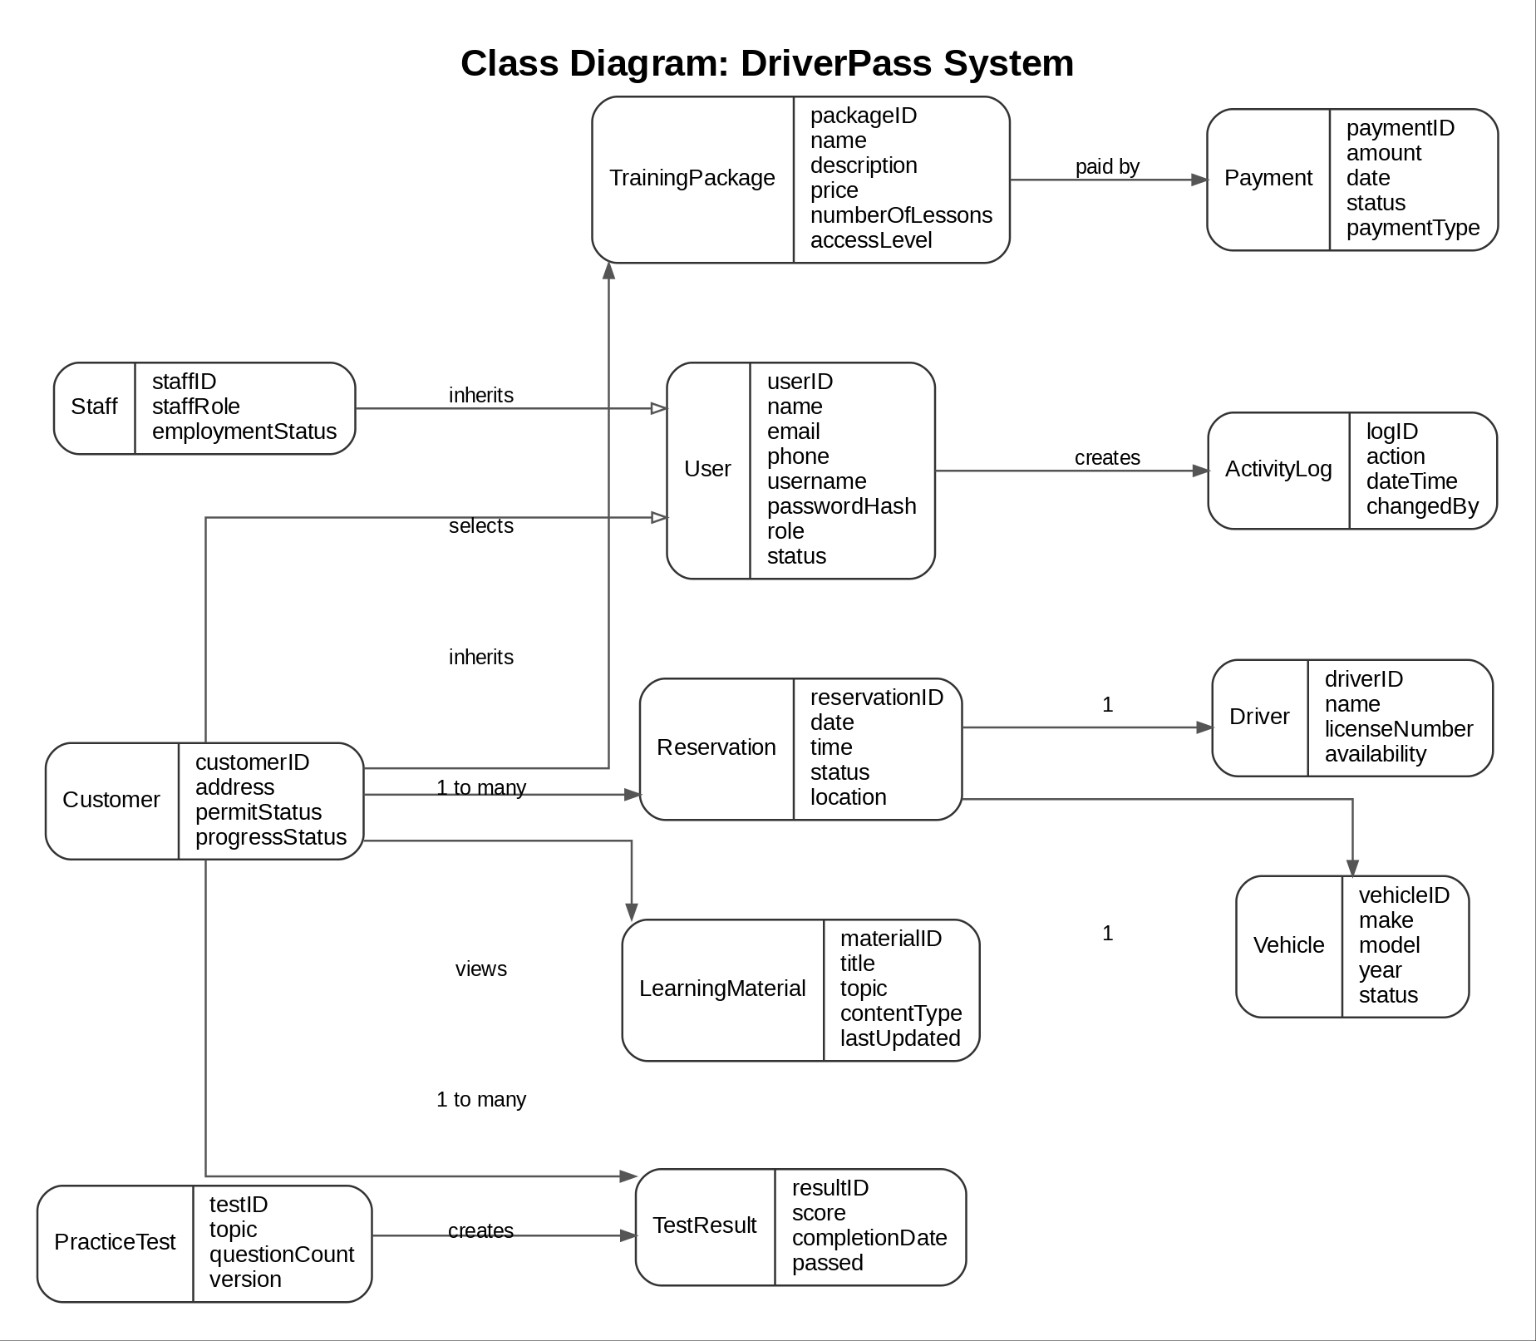 Class Diagram: DriverPass System
TrainingPackage
packageID
name
description
price
numberOfLessons
accessLevel
paid by
Payment
paymentID
amount
date
status
paymentType
Staff
staffID
staffRole
employmentStatus
inherits
User
userID
name
email
phone
username
passwordHash
role
status
creates
ActivityLog
logID
action
dateTime
changedBy
selects
inherits
Customer
customerID
address
permitStatus
progressStatus
1 to many
Reservation
reservationID
date
time
status
location
1
Driver
driverID
name
licenseNumber
availability
views
LearningMaterial
materialID
title
topic
contentType
lastUpdated
1
Vehicle
vehicleID
make
model
year
status
1 to many
PracticeTest
testID
topic
questionCount
version
creates
TestResult
resultID
score
completionDate
passed